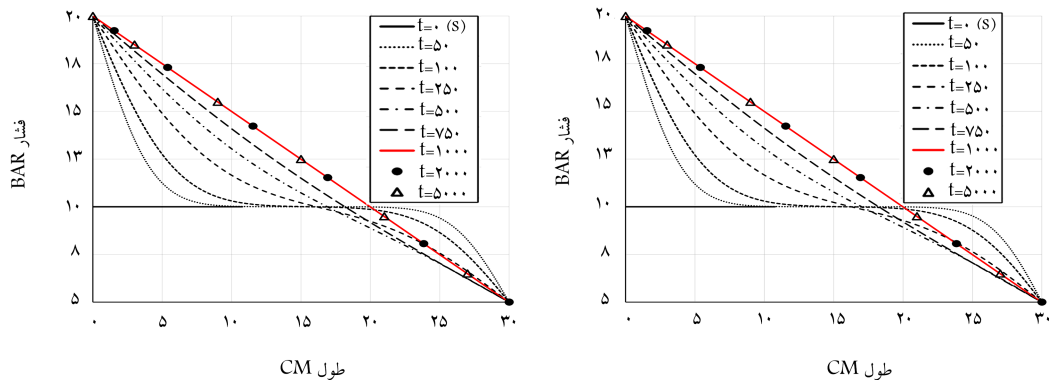 ۲۰
۱۸
۱۵
۱۳
۱۰
۸
۵
۰
۵
۱۰
۱۵
۲۰
۲۵
۳۰
فشار BAR
طول CM
t=۰ (s)
t=۵۰
t=۱۰۰
t=۲۵۰
t=۵۰۰
t=۷۵۰
t=۱۰۰۰
t=۲۰۰۰
t=۵۰۰۰
۲۰
۱۸
۱۵
۱۳
۱۰
۸
۵
۰
۵
۱۰
۱۵
۲۰
۲۵
۳۰
فشار BAR
طول CM
t=۰ (s)
t=۵۰
t=۱۰۰
t=۲۵۰
t=۵۰۰
t=۷۵۰
t=۱۰۰۰
t=۲۰۰۰
t=۵۰۰۰